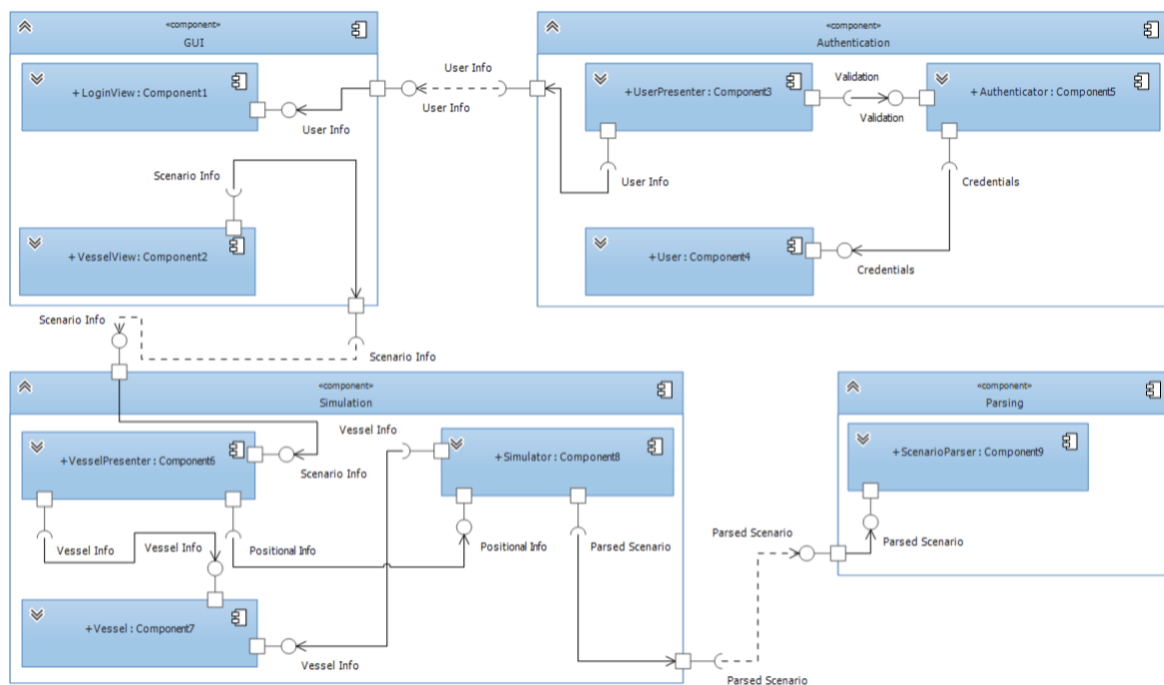 «component»
GUI
+ LoginView : Component1
User Info
Scenario Info
+ VesselView: Component2
User Info
User Info
«component»
Authentication
+ UserPresenter : Component3
Validation
Validation
+ Authenticator : Component5
User Info
Credentials
+ User : Component4
Credentials
Scenario Info
Scenario Info
«component»
Simulation
+ VesselPresenter : Component6
Scenario Info
Vessel Info
+ Simulator : Component8
Vessel Info
Vessel Info
Positional Info
Positional Info
Parsed Scenario
+ Vessel : Component7
Vessel Info
«component»
Parsing
+ ScenarioParser : Component9
Parsed Scenario
Parsed Scenario
Parsed Scenario